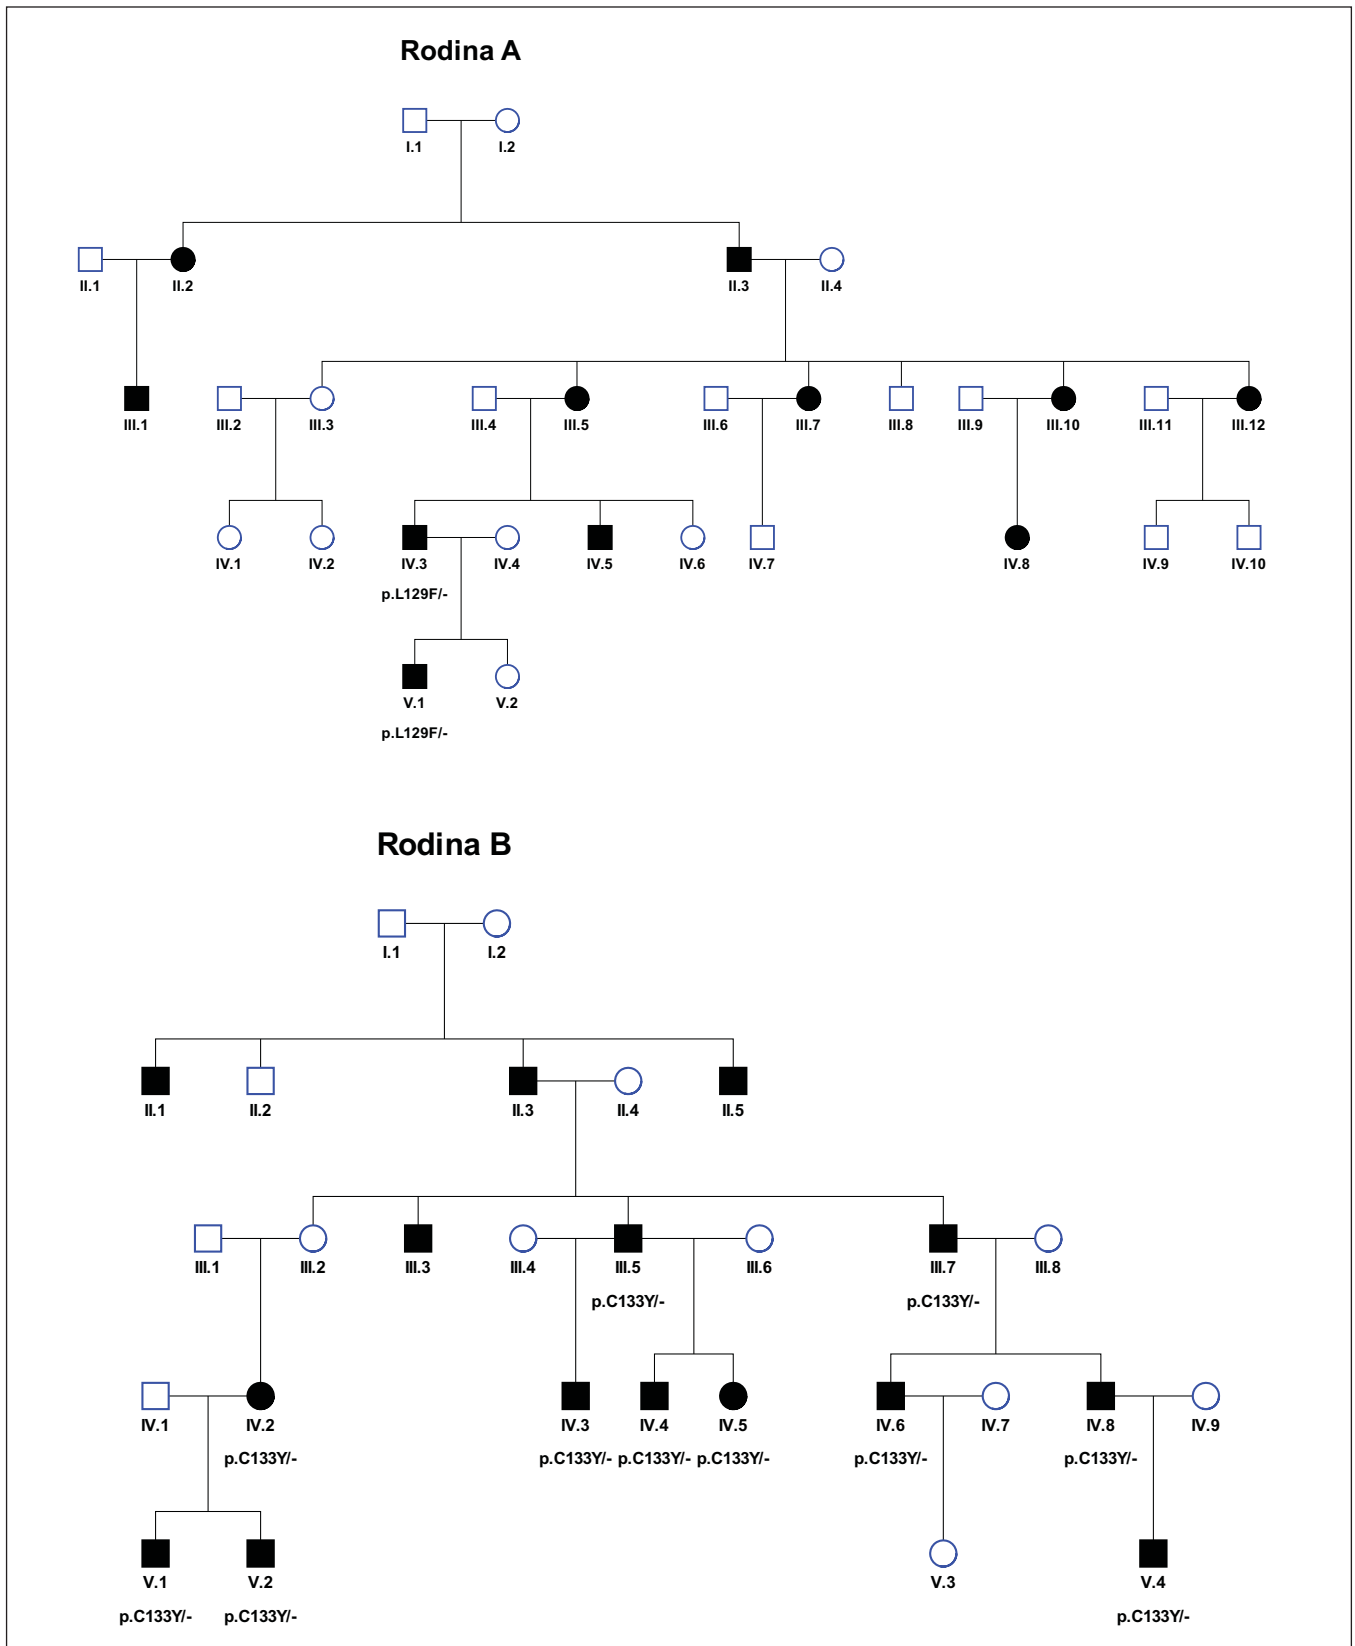 Rodina A
I.1 I.2
II.1 II.2 II.3 II.4
III.1 III.2 III.3 III.4 III.5 III.6 III.7 III.8 III.9 III.10 III.11 III.12
IV.1 IV.2 IV.3 IV.4 IV.5 IV.6 IV.7 IV.8 IV.9 IV.10
p.L129F/-
V.1 V.2
p.L129F/-
Rodina B
I.1 I.2
II.1 II.2 II.3 II.4 II.5
III.1 III.2 III.3 III.4 III.5 III.6 III.7 III.8
p.C133Y/- p.C133Y/-
IV.1 IV.2 IV.3 IV.4 IV.5 IV.6 IV.7 IV.8 IV.9
p.C133Y/- p.C133Y/- p.C133Y/- p.C133Y/- p.C133Y/- p.C133Y/-
V.1 V.2 V.3 V.4
p.C133Y/- p.C133Y/- p.C133Y/-